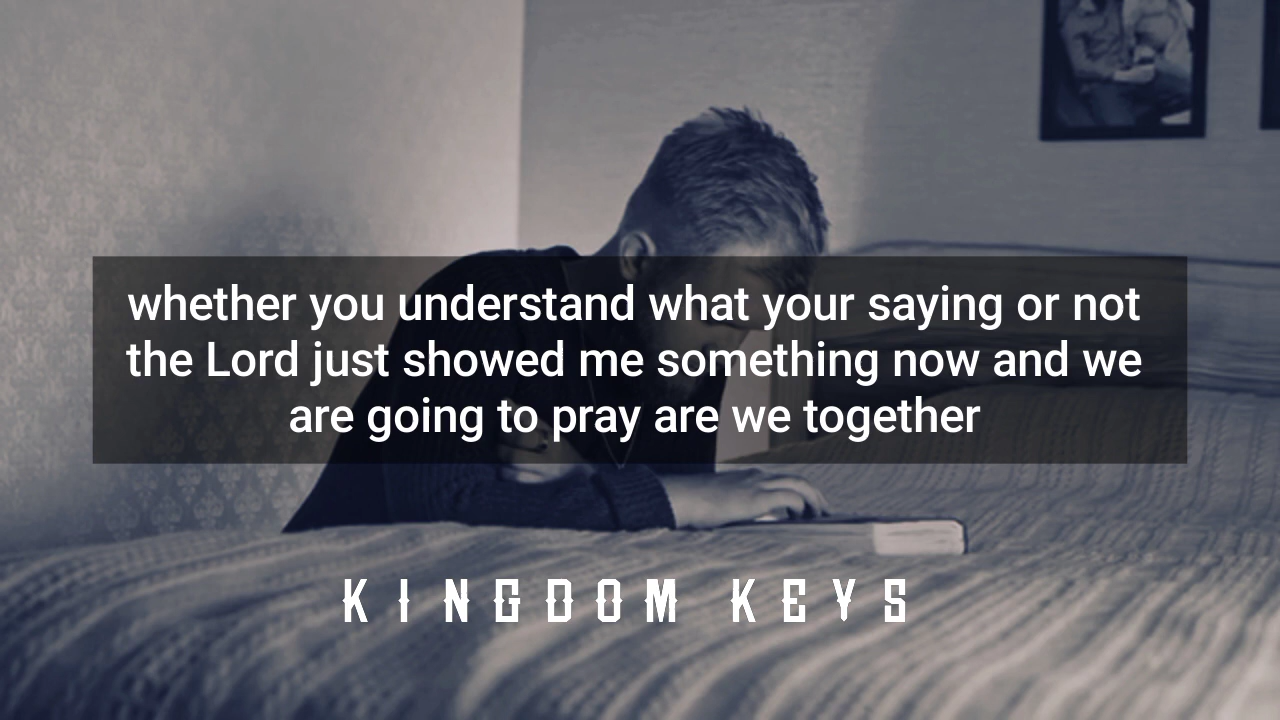 whether you understand what your saying or not
the Lord just showed me something now and we
are going to pray are we together
KINGDOM KEYS